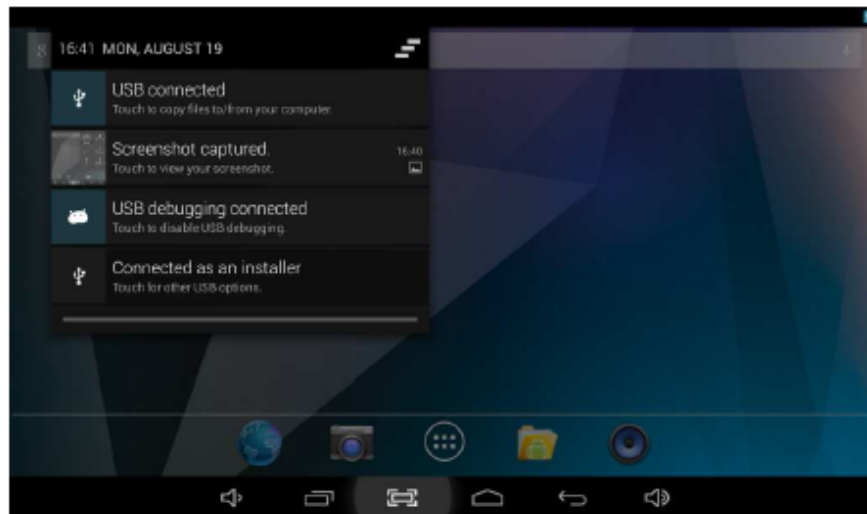 16:41 MON, AUGUST 19
USB connected
Touch to copy files to/from your computer.
Screenshot captured.
16:40
Touch to view your screenshot.
USB debugging connected
Touch to disable USB debugging.
Connected as an installer
Touch for other USB options.